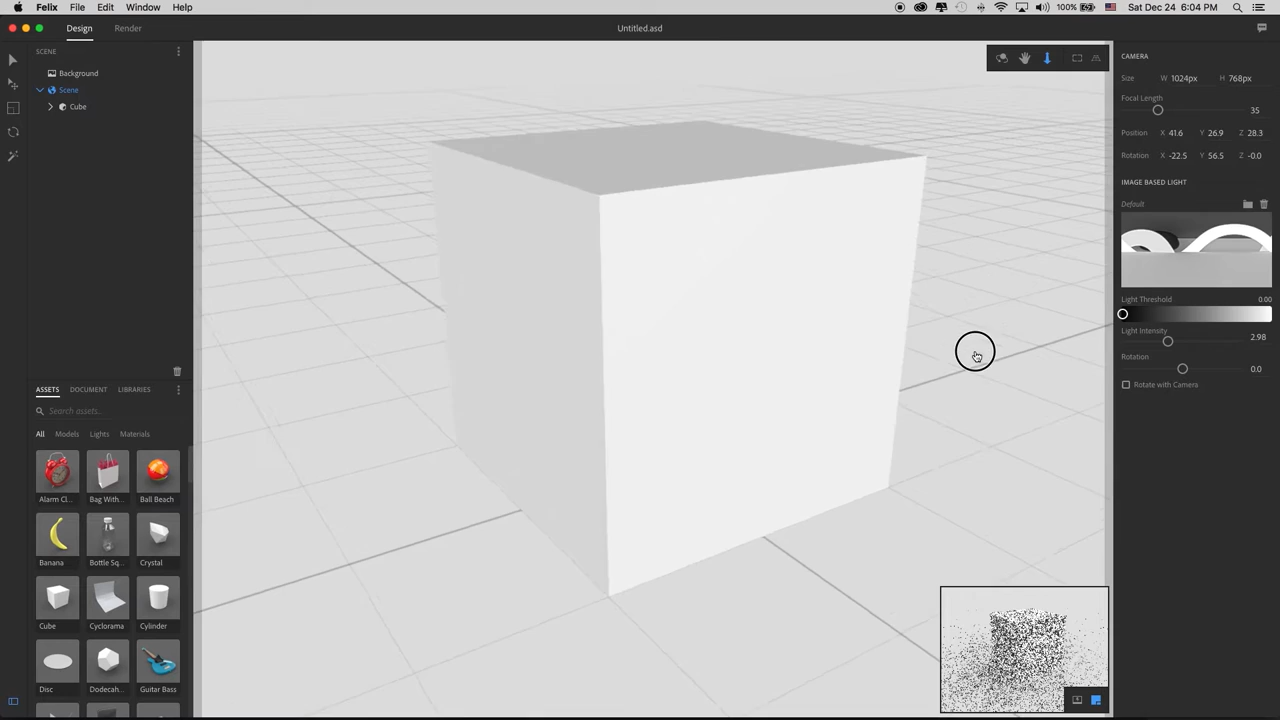 Felix File Edit Window Help 100% Sat Dec 24 6:04 PM
Design Render Untitled.asd
SCENE
Background
Scene
Cube
ASSETS DOCUMENT LIBRARIES
Search assets..
All Models Lights Materials
Alarm Cl... Bag With... Ball Beach
Banana Bottle Sq... Crystal
Cube Cyclorama Cylinder
Disc Dodecah... Guitar Bass
CAMERA
Size W 1024px H 768px
Focal Length
35
Position X 41.6 Y 26.9 Z 28.3
Rotation X -22.5 Y 56.5 Z -0.0
IMAGE BASED LIGHT
Default
Light Threshold 0.00
Light Intensity
2.98
Rotation
0.0
Rotate with Camera